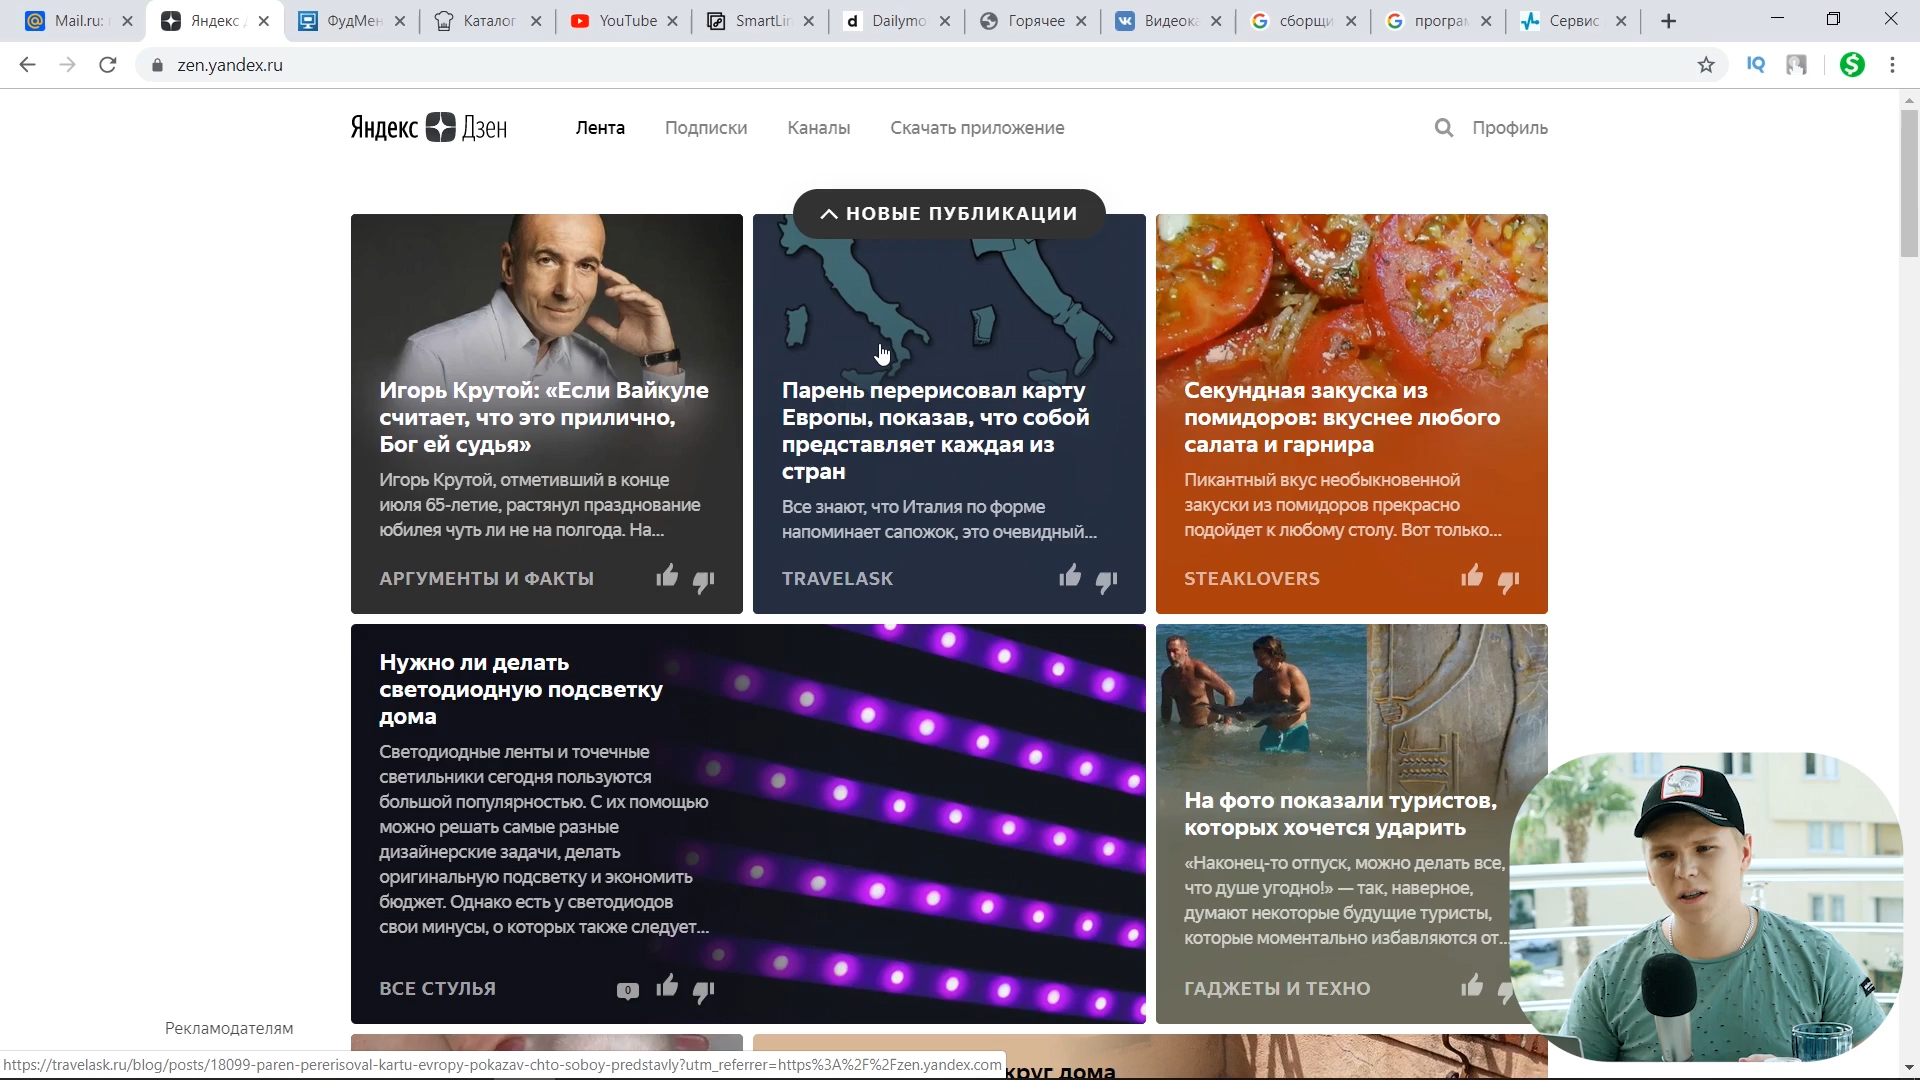 Mail.ru:
Яндекс
ФудМен
Каталог
YouTube
SmartLin
Dailymo
Горячее
Видеока
сборщи
програм
Сервис
zen.yandex.ru
IQ
Яндекс Дзен
Лента
Подписки
Каналы
Скачать приложение
Профиль
НОВЫЕ ПУБЛИКАЦИИ
Игорь Крутой: «Если Вайкуле
считает, что это прилично,
Бог ей судья»
Игорь Крутой, отметивший в конце
июля 65-летие, растянул празднование
юбилея чуть ли не на полгода. На...
АРГУМЕНТЫ И ФАКТЫ
Парень перерисовал карту
Европы, показав, что собой
представляет каждая из
стран
Все знают, что Италия по форме
напоминает сапожок, это очевидный...
TRAVELASK
Секундная закуска из
помидоров: вкуснее любого
салата и гарнира
Пикантный вкус необыкновенной
закуски из помидоров прекрасно
подойдет к любому столу. Вот только...
STEAKLOVERS
Нужно ли делать
светодиодную подсветку
дома
Светодиодные ленты и точечные
светильники сегодня пользуются
большой популярностью. С их помощью
можно решать самые разные
дизайнерские задачи, делать
оригинальную подсветку и экономить
бюджет. Однако есть у светодиодов
свои минусы, о которых также следует...
ВСЕ СТУЛЬЯ
0
На фото показали туристов,
которых хочется ударить
«Наконец-то отпуск, можно делать все,
что душе угодно!» — так, наверное,
думают некоторые будущие туристы,
которые моментально избавляются от...
ГАДЖЕТЫ И ТЕХНО
Рекламодателям
https://travelask.ru/blog/posts/18099-paren-pererisoval-kartu-evropy-pokazav-chto-soboy-predstavly?utm_referrer=https%3A%2F%2Fzen.yandex.com
круг дома